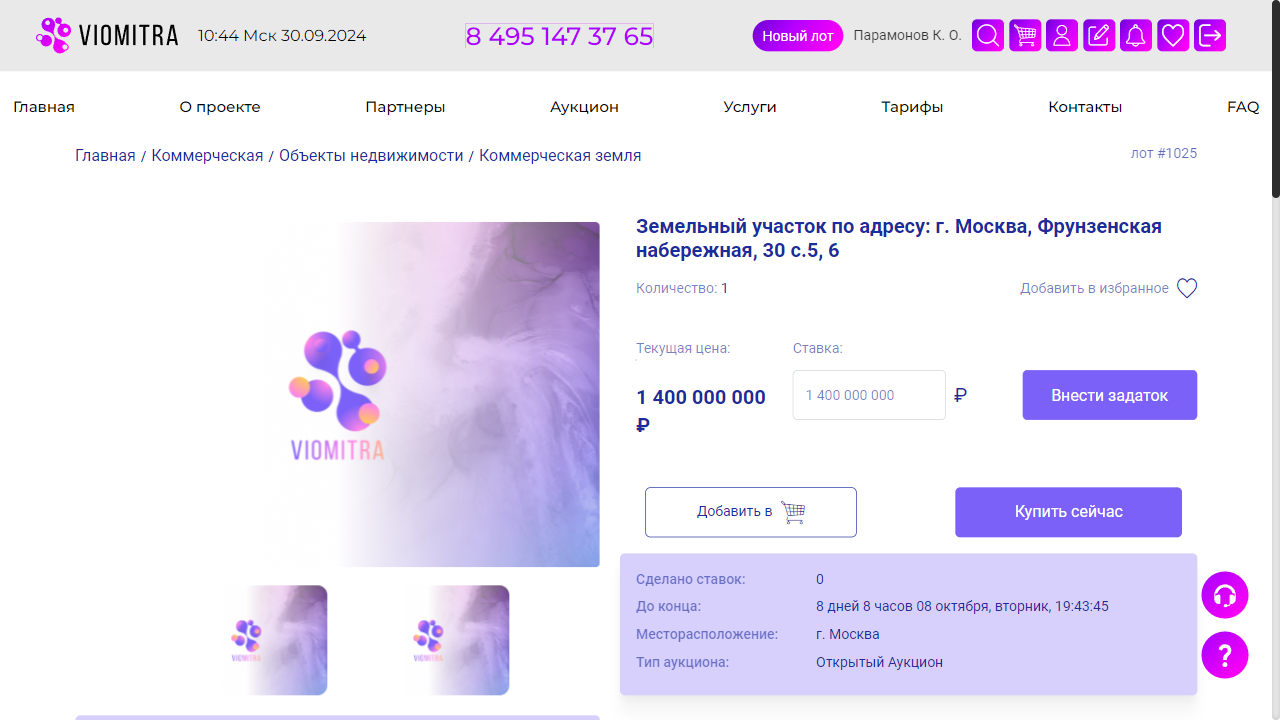 VIOMITRA
10:44 Мск 30.09.2024
8 495 147 37 65
Новый лот
Парамонов К. О.
Главная
О проекте
Партнеры
Аукцион
Услуги
Тарифы
Контакты
FAQ
Главная / Коммерческая / Объекты недвижимости / Коммерческая земля
лот #1025
VIOMITRA
VIOMITRA
VIOMITRA
Земельный участок по адресу: г. Москва, Фрунзенская
набережная, 30 с.5, 6
Количество: 1
Добавить в избранное
Текущая цена:
Ставка:
1 400 000 000
₽
1 400 000 000
₽
Внести задаток
Добавить в
Купить сейчас
Сделано ставок: 0
До конца: 8 дней 8 часов 08 октября, вторник, 19:43:45
Месторасположение: г. Москва
Тип аукциона: Открытый Аукцион
?